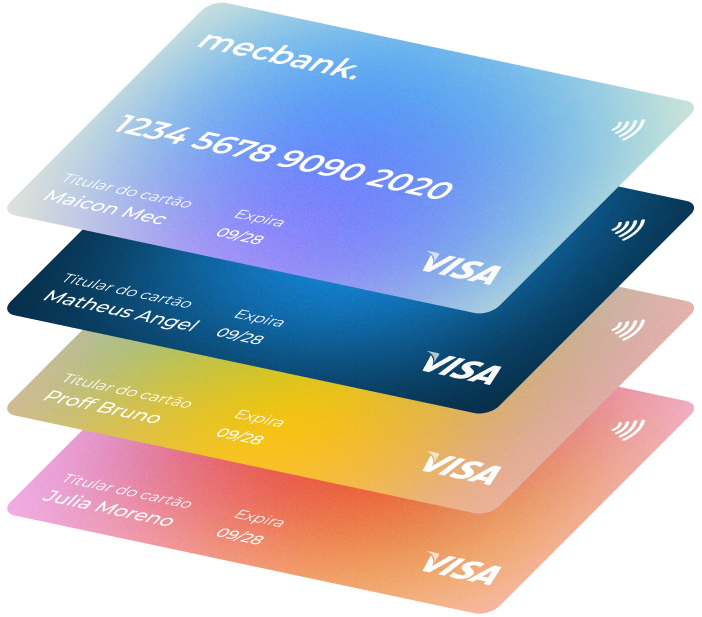 mecbank.
1234 5678 9090 2020
Titular do cartão
Maicon Mec
Expira
09/28
VISA
Titular do cartão
Matheus Angel
Expira
09/28
VISA
Titular do cartão
Proff Bruno
Expira
09/28
VISA
Titular do cartão
Julia Moreno
Expira
09/28
VISA